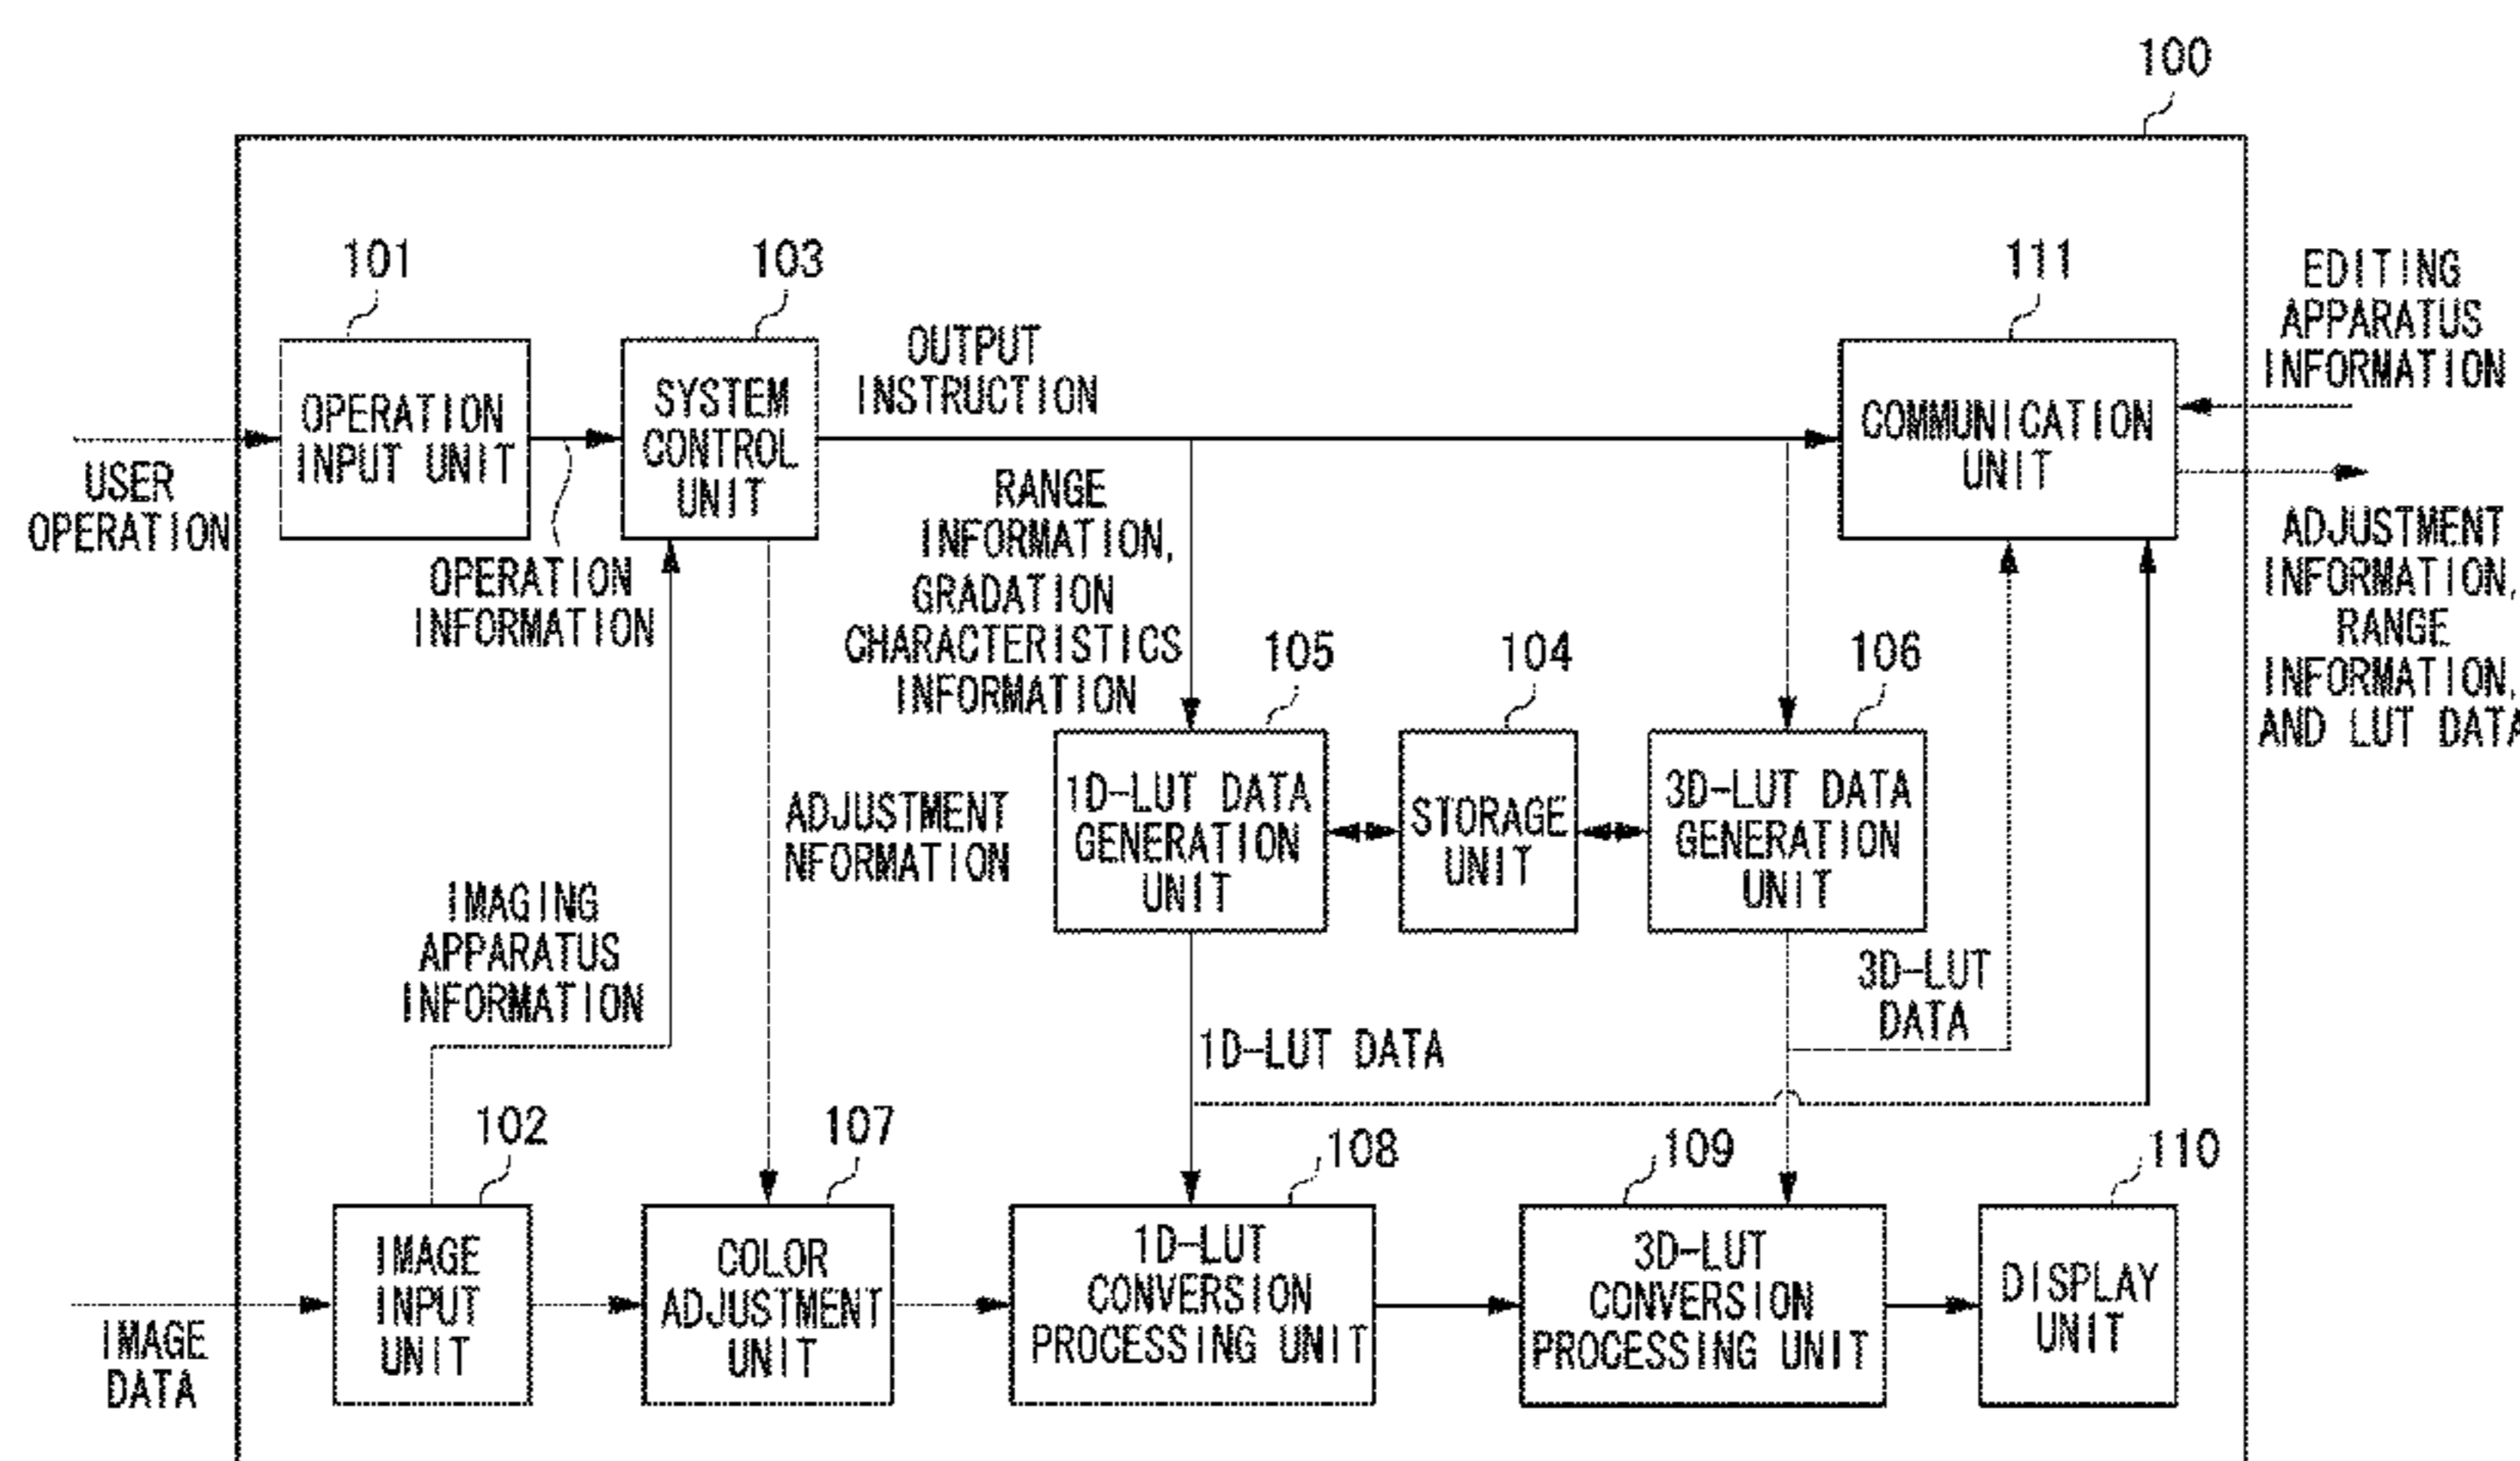 100
101
103
111
EDITING
APPARATUS
INFORMATION
OUTPUT
INSTRUCTION
OPERATION
INPUT UNIT
SYSTEM
CONTROL
UNIT
COMMUNICATION
UNIT
USER
OPERATION
OPERATION
INFORMATION
RANGE
INFORMATION,
GRADATION
CHARACTERISTICS
INFORMATION
ADJUSTMENT
INFORMATION,
RANGE
INFORMATION,
AND LUT DATA
105
104
106
1D-LUT DATA
GENERATION
UNIT
STORAGE
UNIT
3D-LUT DATA
GENERATION
UNIT
ADJUSTMENT
NFORMATION
IMAGING
APPARATUS
INFORMATION
3D-LUT
DATA
1D-LUT DATA
102
107
108
109
110
IMAGE
INPUT
UNIT
COLOR
ADJUSTMENT
UNIT
1D-LUT
CONVERSION
PROCESSING UNIT
3D-LUT
CONVERSION
PROCESSING UNIT
DISPLAY
UNIT
IMAGE
DATA